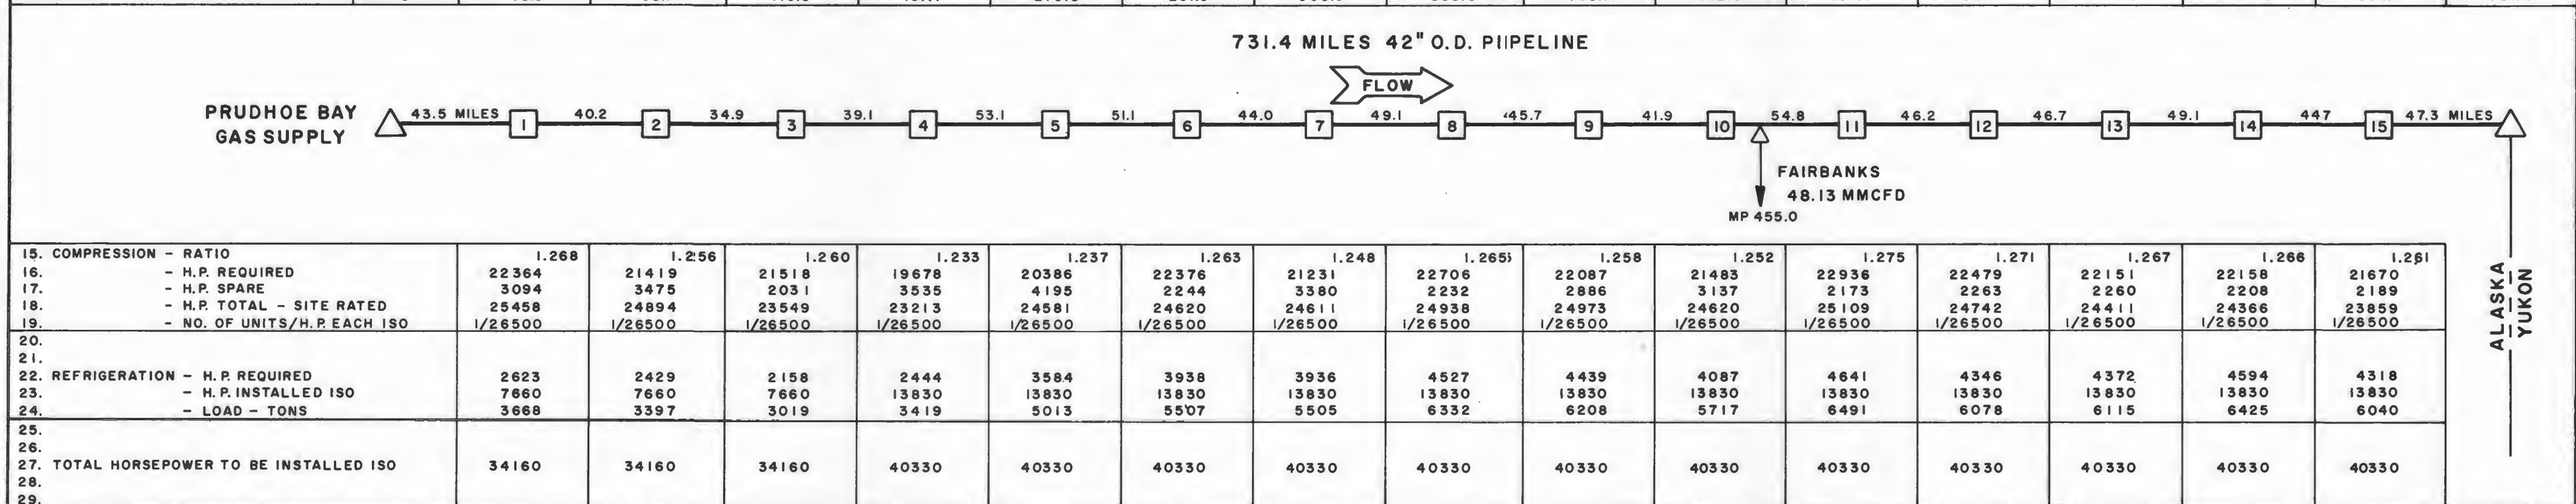 731.4 MILES 42" O.D. PIIPELINE
FLOW
PRUDHOE BAY
GAS SUPPLY
43.5 MILES 1 40.2 2 34.9 3 39.1 4 53.1 5 51.1 6 44.0 7 49.1 8 45.7 9 41.9 10 54.8 11 46.2 12 46.7 13 49.1 14 447 15 47.3 MILES
FAIRBANKS
48.13 MMCFD
MP 455.0
15. COMPRESSION - RATIO 1.268 1.256 1.260 1.233 1.237 1.263 1.248 1.265 1.258 1.252 1.275 1.271 1.267 1.266 1.261
16. - H.P. REQUIRED 22364 21419 21518 19678 20386 22376 21231 22706 22087 21483 22936 22479 22151 22158 21670
17. - H.P. SPARE 3094 3475 2031 3535 4195 2244 3380 2232 2886 3137 2173 2263 2260 2208 2189
18. - H.P. TOTAL - SITE RATED 25458 24894 23549 23213 24581 24620 24611 24938 24973 24620 25109 24742 24411 24366 23859
19. - NO. OF UNITS/H.P. EACH ISO 1/26500 1/26500 1/26500 1/26500 1/26500 1/26500 1/26500 1/26500 1/26500 1/26500 1/26500 1/26500 1/26500 1/26500 1/26500
20.
21.
22. REFRIGERATION - H.P. REQUIRED 2623 2429 2158 2444 3584 3938 3936 4527 4439 4087 4641 4346 4372 4594 4318
23. - H.P. INSTALLED ISO 7660 7660 7660 13830 13830 13830 13830 13830 13830 13830 13830 13830 13830 13830 13830
24. - LOAD - TONS 3668 3397 3019 3419 5013 5507 5505 6332 6208 5717 6491 6078 6115 6425 6040
25.
26.
27. TOTAL HORSEPOWER TO BE INSTALLED ISO 34160 34160 34160 40330 40330 40330 40330 40330 40330 40330 40330 40330 40330 40330 40330
28.
29.
ALASKA
YUKON